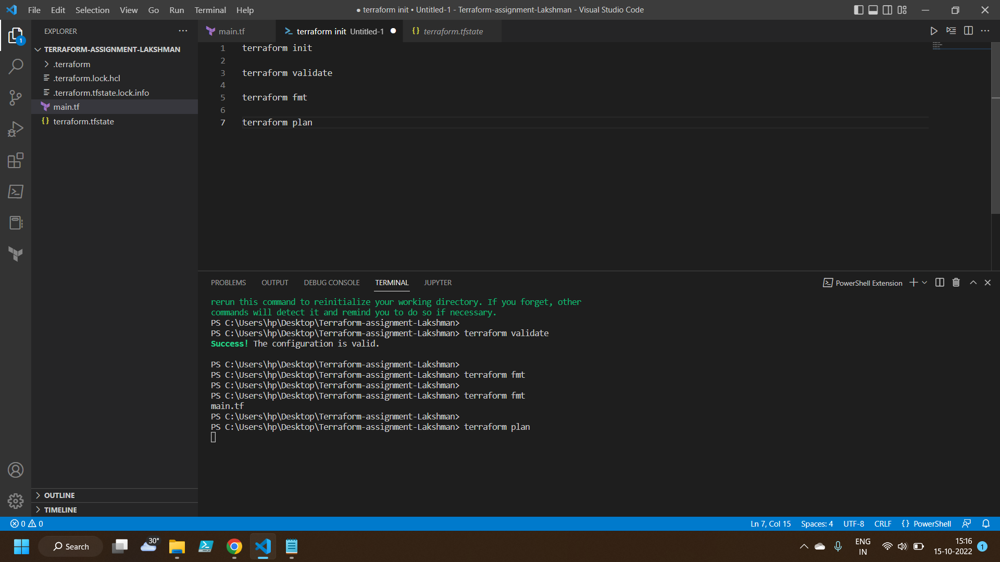 File Edit Selection View Go Run Terminal Help
● terraform init • Untitled-1 - Terraform-assignment-Lakshman - Visual Studio Code
EXPLORER
main.tf
terraform init Untitled-1
{} terraform.tfstate
1
TERRAFORM-ASSIGNMENT-LAKSHMAN
.terraform
.terraform.lock.hcl
.terraform.tfstate.lock.info
main.tf
{} terraform.tfstate
1 terraform init
2
3 terraform validate
4
5 terraform fmt
6
7 terraform plan
PROBLEMS OUTPUT DEBUG CONSOLE TERMINAL JUPYTER
PowerShell Extension
rerun this command to reinitialize your working directory. If you forget, other
commands will detect it and remind you to do so if necessary.
PS C:\Users\hp\Desktop\Terraform-assignment-Lakshman>
PS C:\Users\hp\Desktop\Terraform-assignment-Lakshman> terraform validate
Success! The configuration is valid.
PS C:\Users\hp\Desktop\Terraform-assignment-Lakshman>
PS C:\Users\hp\Desktop\Terraform-assignment-Lakshman> terraform fmt
PS C:\Users\hp\Desktop\Terraform-assignment-Lakshman>
PS C:\Users\hp\Desktop\Terraform-assignment-Lakshman> terraform fmt
main.tf
PS C:\Users\hp\Desktop\Terraform-assignment-Lakshman>
PS C:\Users\hp\Desktop\Terraform-assignment-Lakshman> terraform plan
OUTLINE
TIMELINE
0 0
Ln 7, Col 15 Spaces: 4 UTF-8 CRLF {} PowerShell
Search
30°
ENG
IN
15:16
15-10-2022
1